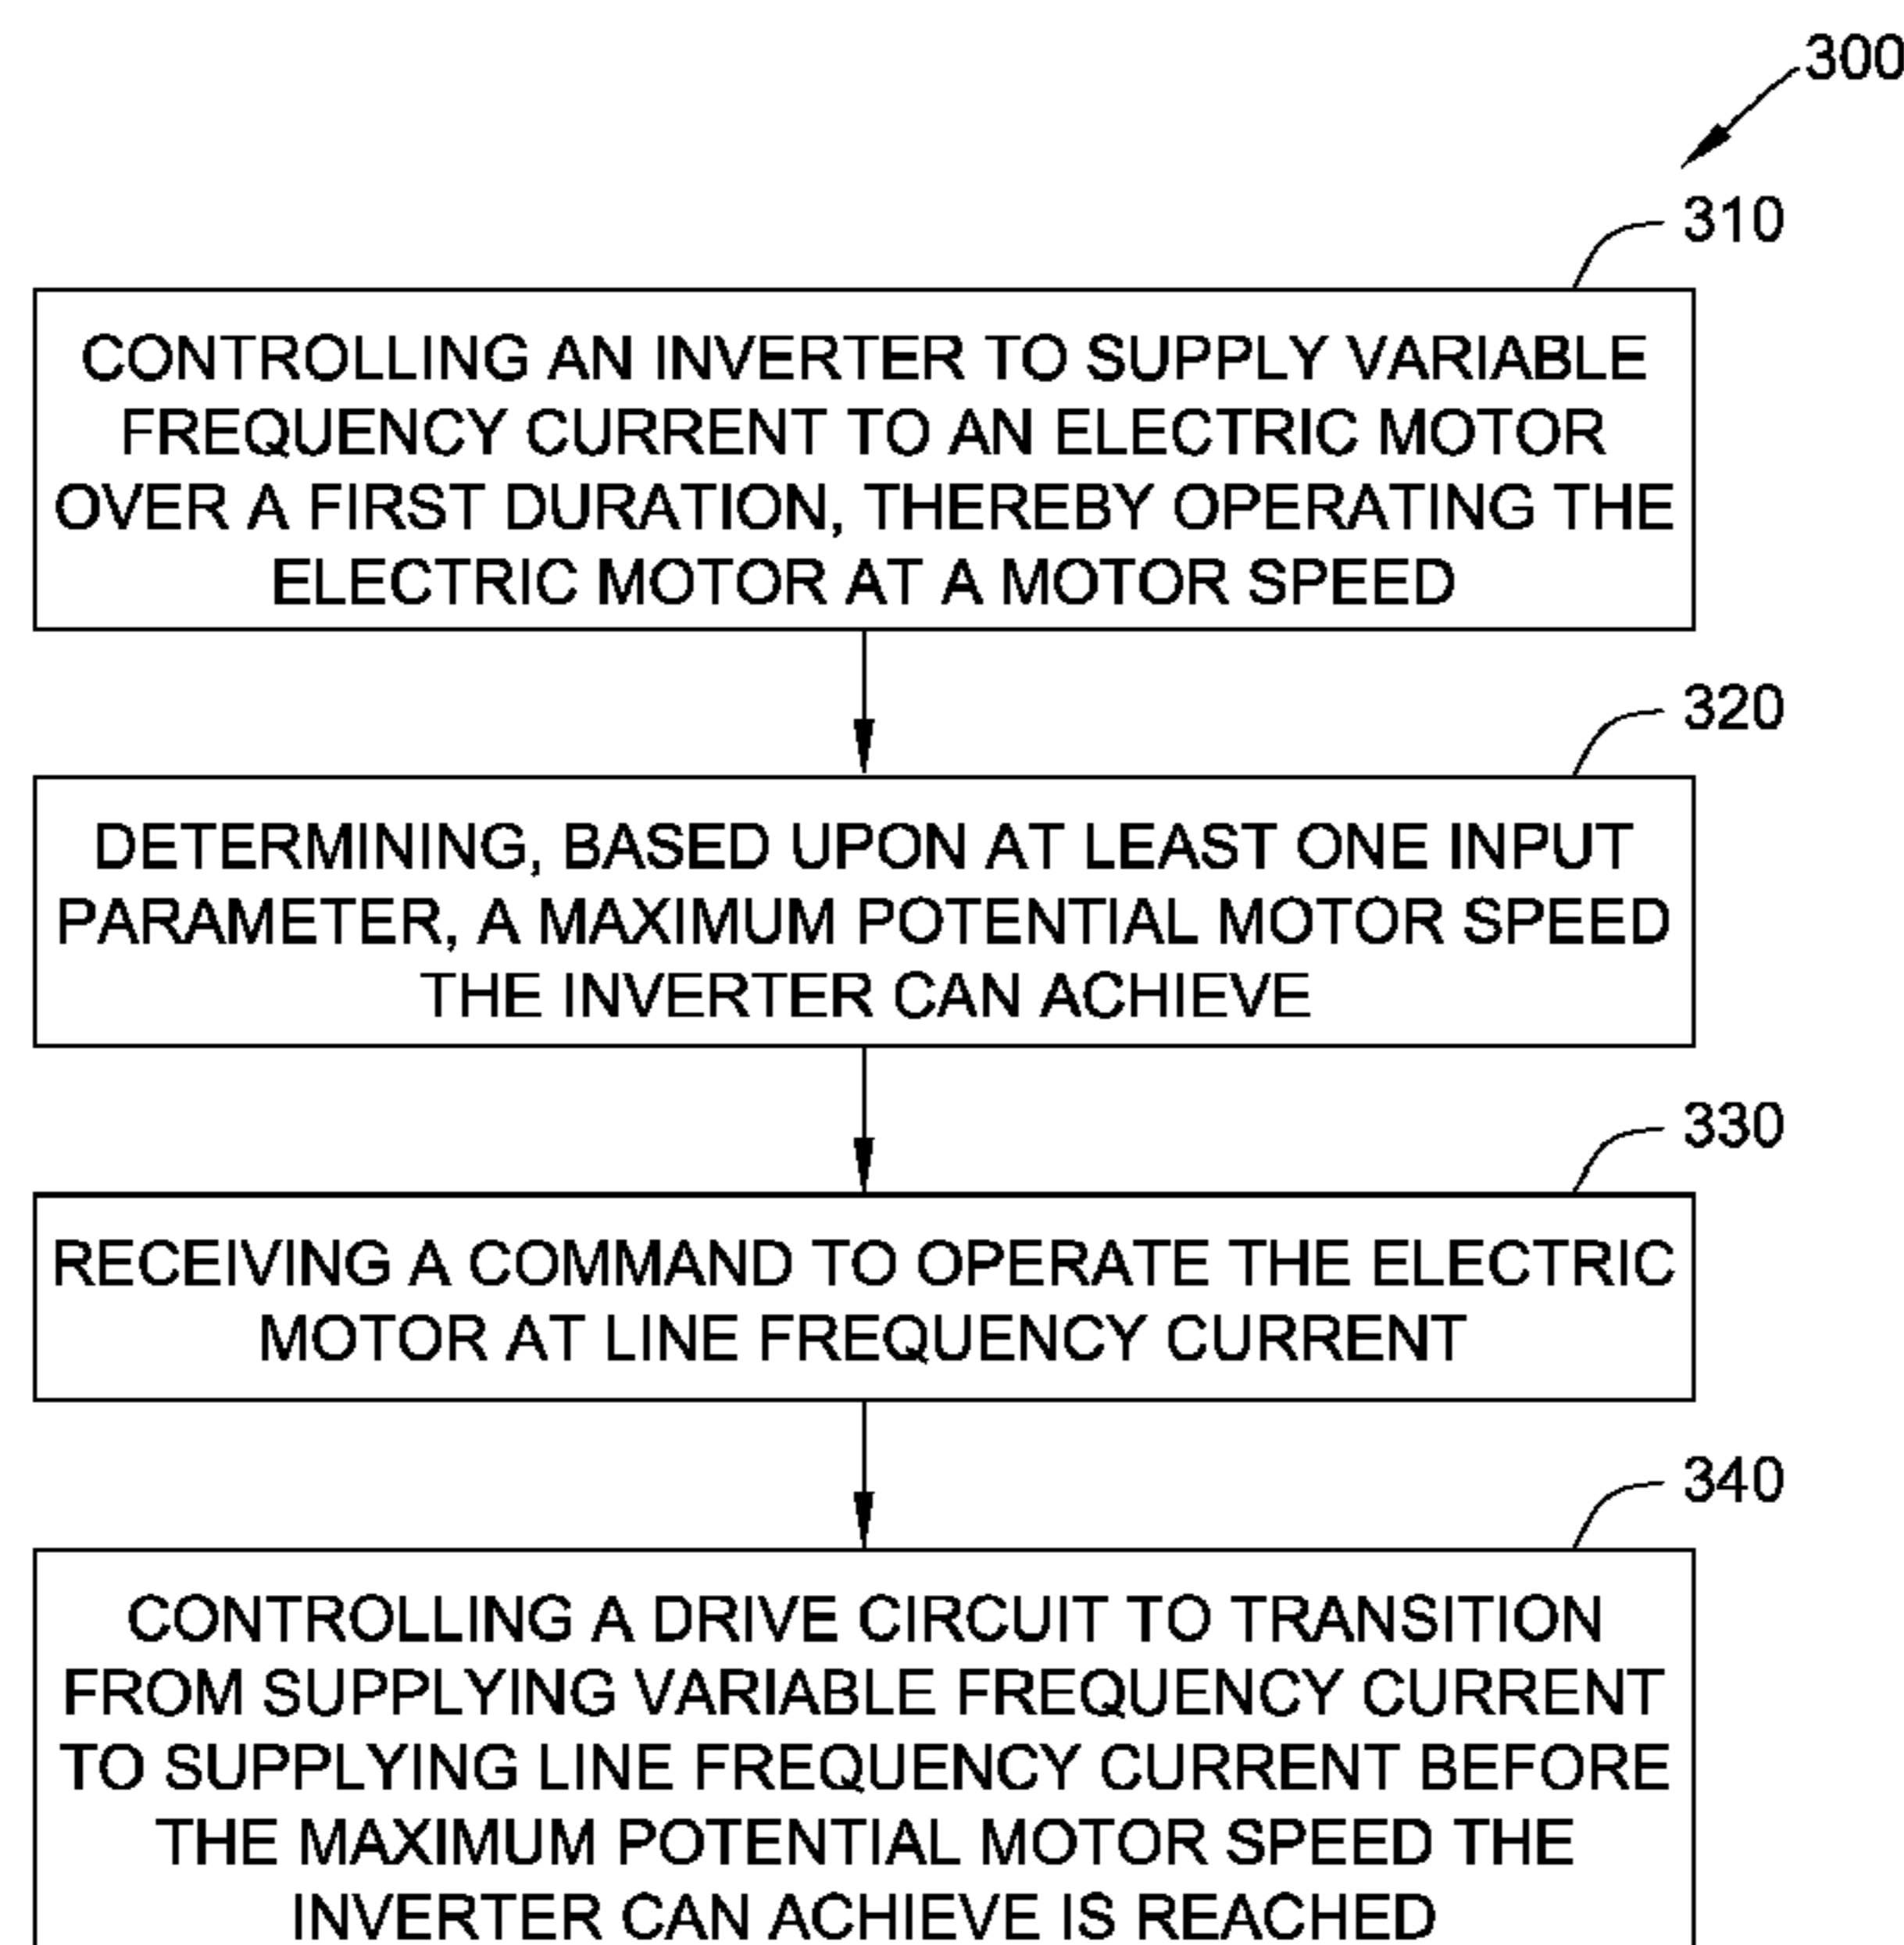 300
310
CONTROLLING AN INVERTER TO SUPPLY VARIABLE
FREQUENCY CURRENT TO AN ELECTRIC MOTOR
OVER A FIRST DURATION, THEREBY OPERATING THE
ELECTRIC MOTOR AT A MOTOR SPEED
320
DETERMINING, BASED UPON AT LEAST ONE INPUT
PARAMETER, A MAXIMUM POTENTIAL MOTOR SPEED
THE INVERTER CAN ACHIEVE
330
RECEIVING A COMMAND TO OPERATE THE ELECTRIC
MOTOR AT LINE FREQUENCY CURRENT
340
CONTROLLING A DRIVE CIRCUIT TO TRANSITION
FROM SUPPLYING VARIABLE FREQUENCY CURRENT
TO SUPPLYING LINE FREQUENCY CURRENT BEFORE
THE MAXIMUM POTENTIAL MOTOR SPEED THE
INVERTER CAN ACHIEVE IS REACHED